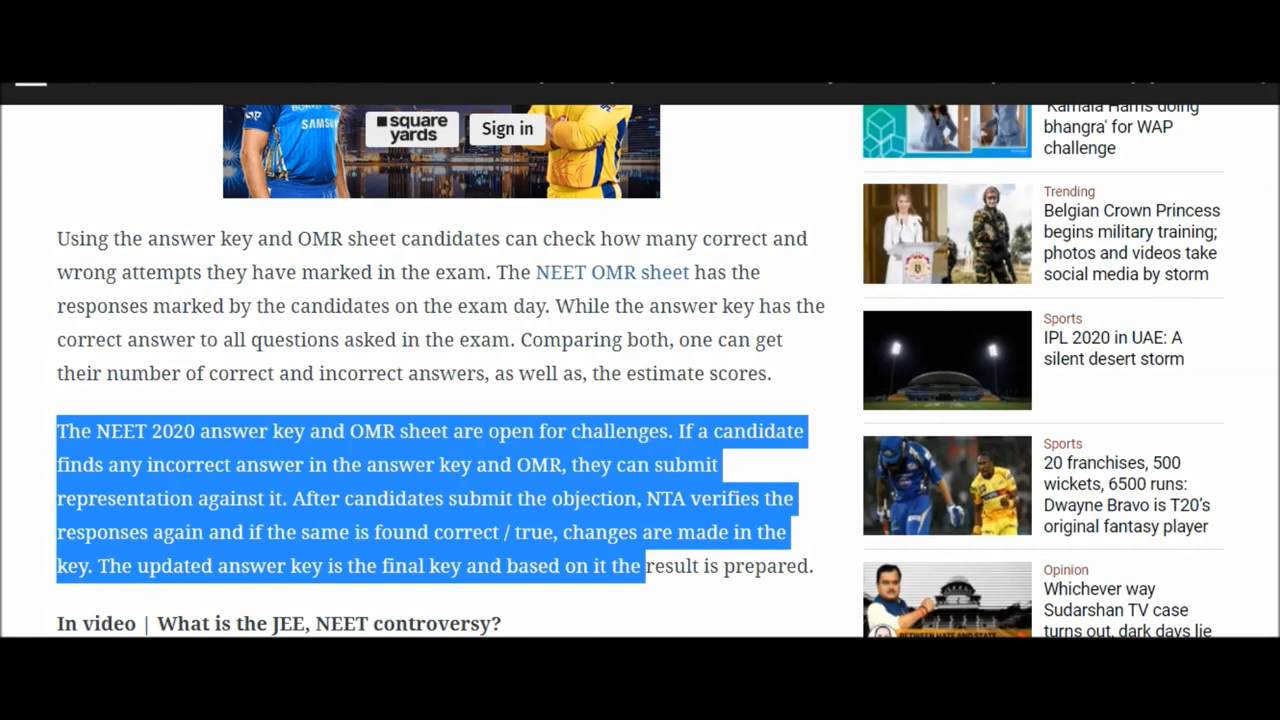 SAMSU
square
yards
Sign in
Using the answer key and OMR sheet candidates can check how many correct and
wrong attempts they have marked in the exam. The NEET OMR sheet has the
responses marked by the candidates on the exam day. While the answer key has the
correct answer to all questions asked in the exam. Comparing both, one can get
their number of correct and incorrect answers, as well as, the estimate scores.
The NEET 2020 answer key and OMR sheet are open for challenges. If a candidate
finds any incorrect answer in the answer key and OMR, they can submit
representation against it. After candidates submit the objection, NTA verifies the
responses again and if the same is found correct / true, changes are made in the
key. The updated answer key is the final key and based on it the result is prepared.
In video | What is the JEE, NEET controversy?
'Kamala Harris doing
bhangra' for WAP
challenge
Trending
Belgian Crown Princess
begins military training;
photos and videos take
social media by storm
Sports
IPL 2020 in UAE: A
silent desert storm
Sports
20 franchises, 500
wickets, 6500 runs:
Dwayne Bravo is T20's
original fantasy player
Opinion
Whichever way
Sudarshan TV case
turns out, dark days lie